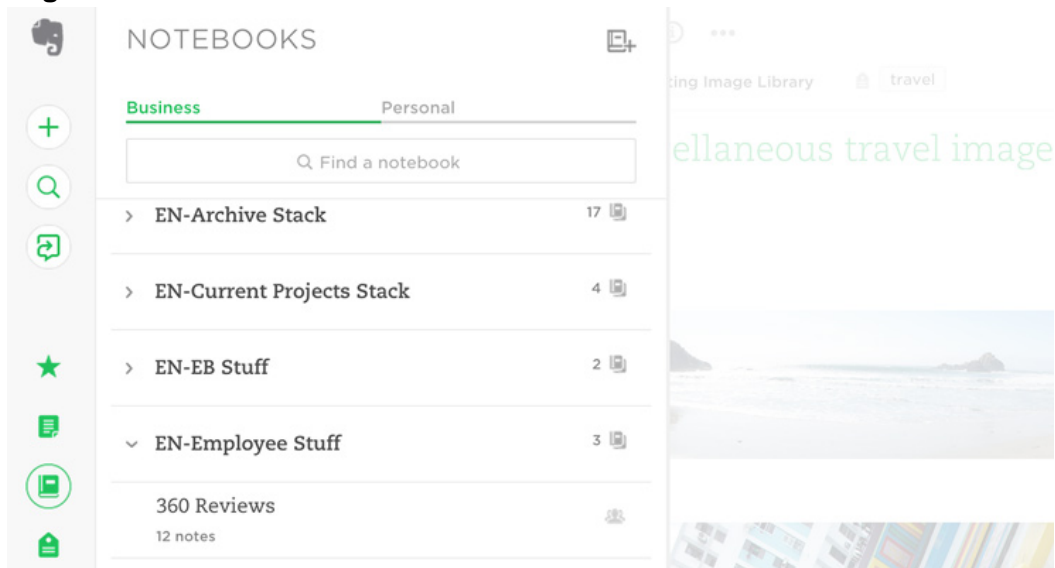 NOTEBOOKS
Business Personal
Find a notebook
EN-Archive Stack 17
EN-Current Projects Stack 4
EN-EB Stuff 2
EN-Employee Stuff 3
360 Reviews
12 notes
ing Image Library travel
ellaneous travel image